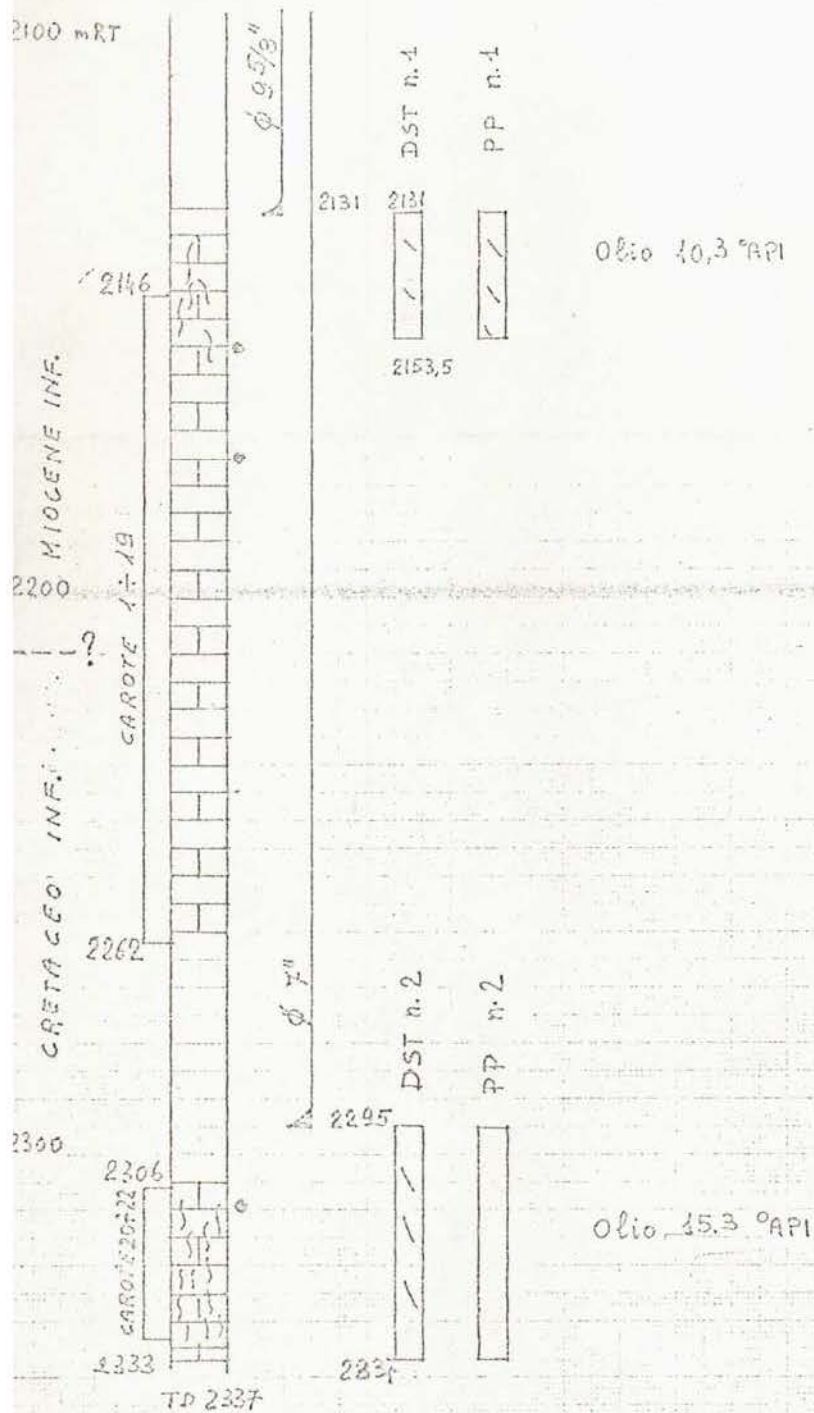 2100 mRT
ϕ 9 5/8"
DST n.1
PP n.1
2131
2131
Olio 10,3 °API
2146
2153,5
MIOCENE INF.
CAROTE 1÷19
2200
?
CRETACEO INF.
2262
ϕ 7"
DST n.2
PP n.2
2295
2300
2306
CAROTE 20÷22
Olio 15.3 °API
2333
TD 2337